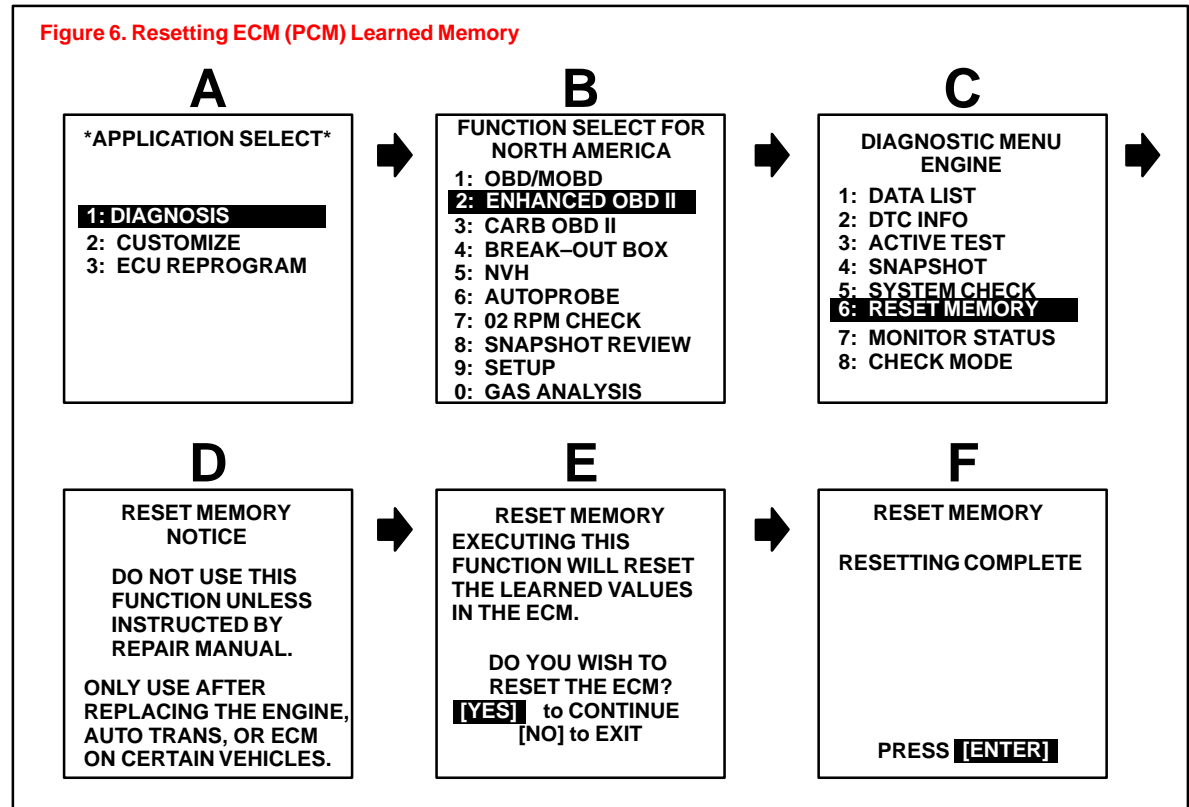 Figure 6. Resetting ECM (PCM) Learned Memory
A
*APPLICATION SELECT*
1: DIAGNOSIS
2: CUSTOMIZE
3: ECU REPROGRAM
B
FUNCTION SELECT FOR
NORTH AMERICA
1: OBD/MOBD
2: ENHANCED OBD II
3: CARB OBD II
4: BREAK–OUT BOX
5: NVH
6: AUTOPROBE
7: 02 RPM CHECK
8: SNAPSHOT REVIEW
9: SETUP
0: GAS ANALYSIS
C
DIAGNOSTIC MENU
ENGINE
1: DATA LIST
2: DTC INFO
3: ACTIVE TEST
4: SNAPSHOT
5: SYSTEM CHECK
6: RESET MEMORY
7: MONITOR STATUS
8: CHECK MODE
D
RESET MEMORY
NOTICE
DO NOT USE THIS
FUNCTION UNLESS
INSTRUCTED BY
REPAIR MANUAL.
ONLY USE AFTER
REPLACING THE ENGINE,
AUTO TRANS, OR ECM
ON CERTAIN VEHICLES.
E
RESET MEMORY
EXECUTING THIS
FUNCTION WILL RESET
THE LEARNED VALUES
IN THE ECM.
DO YOU WISH TO
RESET THE ECM?
[YES] to CONTINUE
[NO] to EXIT
F
RESET MEMORY
RESETTING COMPLETE
PRESS [ENTER]